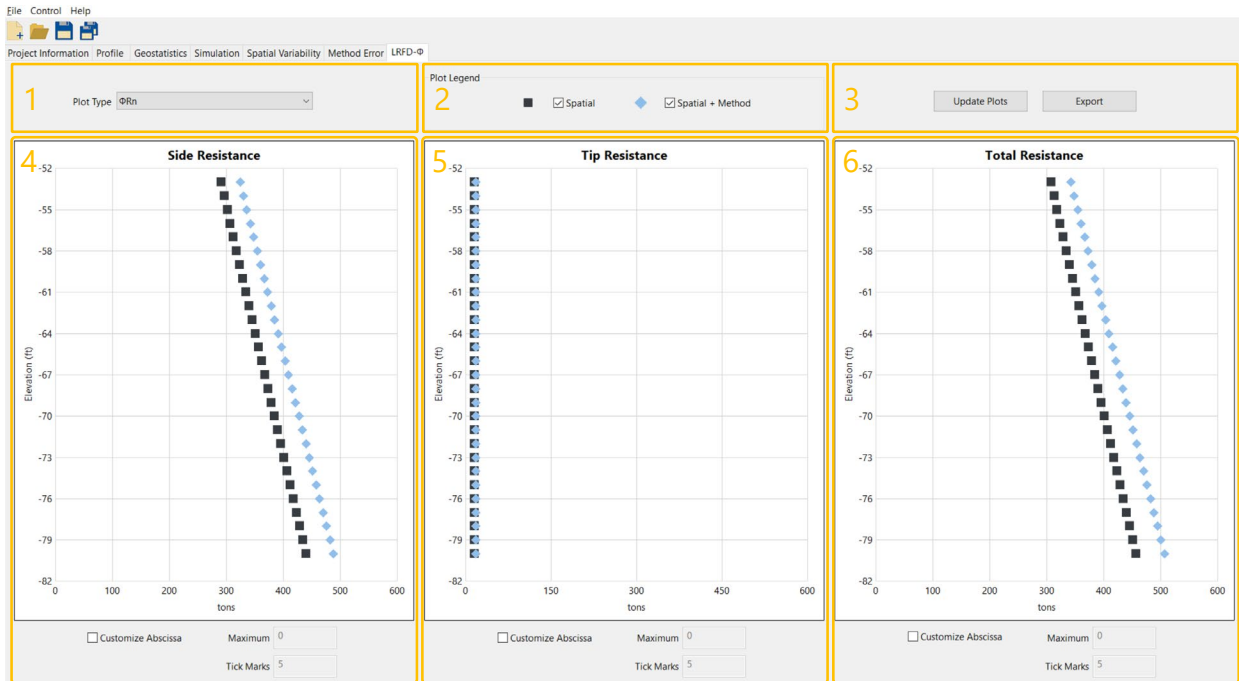 File Control Help
Project Information Profile Geostatistics Simulation Spatial Variability Method Error LRFD-Φ
1
Plot Type ΦRn
Plot Legend
2
Spatial
Spatial + Method
3
Update Plots
Export
4
Side Resistance
-52
-55
-58
-61
-64
-67
-70
-73
-76
-79
-82
Elevation (ft)
0 100 200 300 400 500 600
tons
Customize Abscissa
Maximum 0
Tick Marks 5
5
Tip Resistance
-52
-55
-58
-61
-64
-67
-70
-73
-76
-79
-82
Elevation (ft)
0 150 300 450 600
tons
Customize Abscissa
Maximum 0
Tick Marks 5
6
Total Resistance
-52
-55
-58
-61
-64
-67
-70
-73
-76
-79
-82
Elevation (ft)
0 100 200 300 400 500 600
tons
Customize Abscissa
Maximum 0
Tick Marks 5